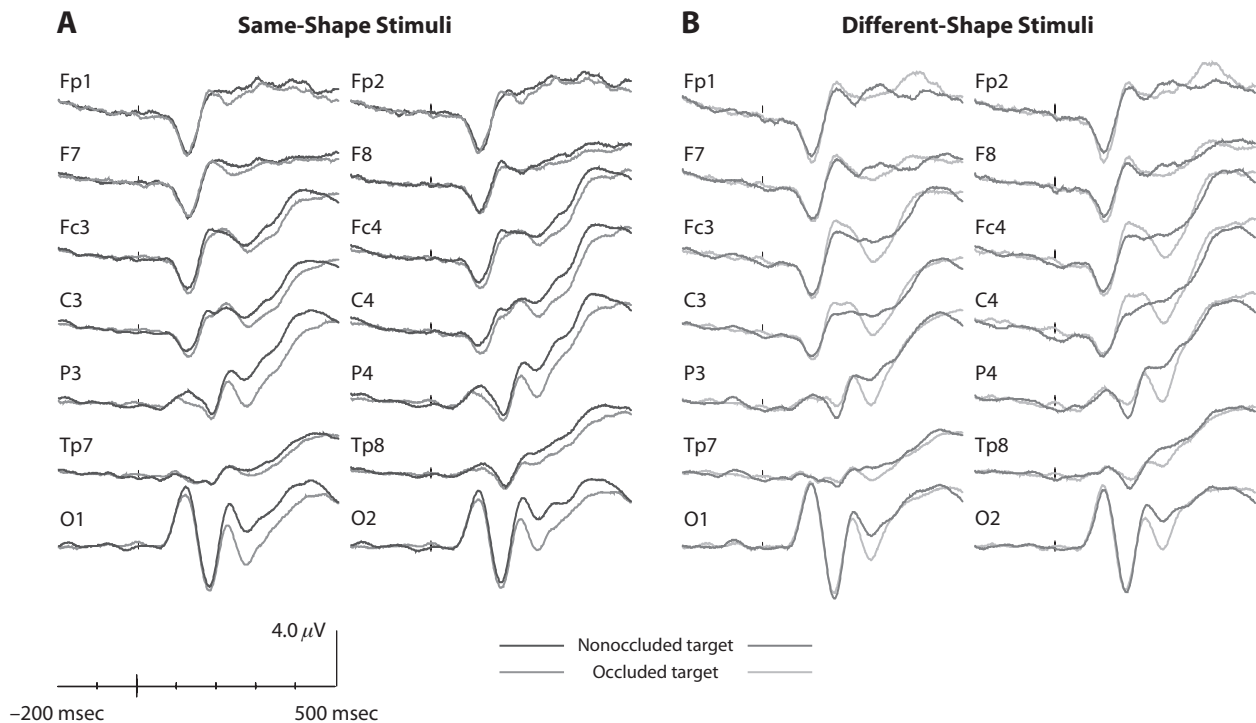 A Same-Shape Stimuli
B Different-Shape Stimuli
Fp1 Fp2 Fp1 Fp2
F7 F8 F7 F8
Fc3 Fc4 Fc3 Fc4
C3 C4 C3 C4
P3 P4 P3 P4
Tp7 Tp8 Tp7 Tp8
O1 O2 O1 O2
4.0 μV
–200 msec 500 msec
Nonoccluded target
Occluded target